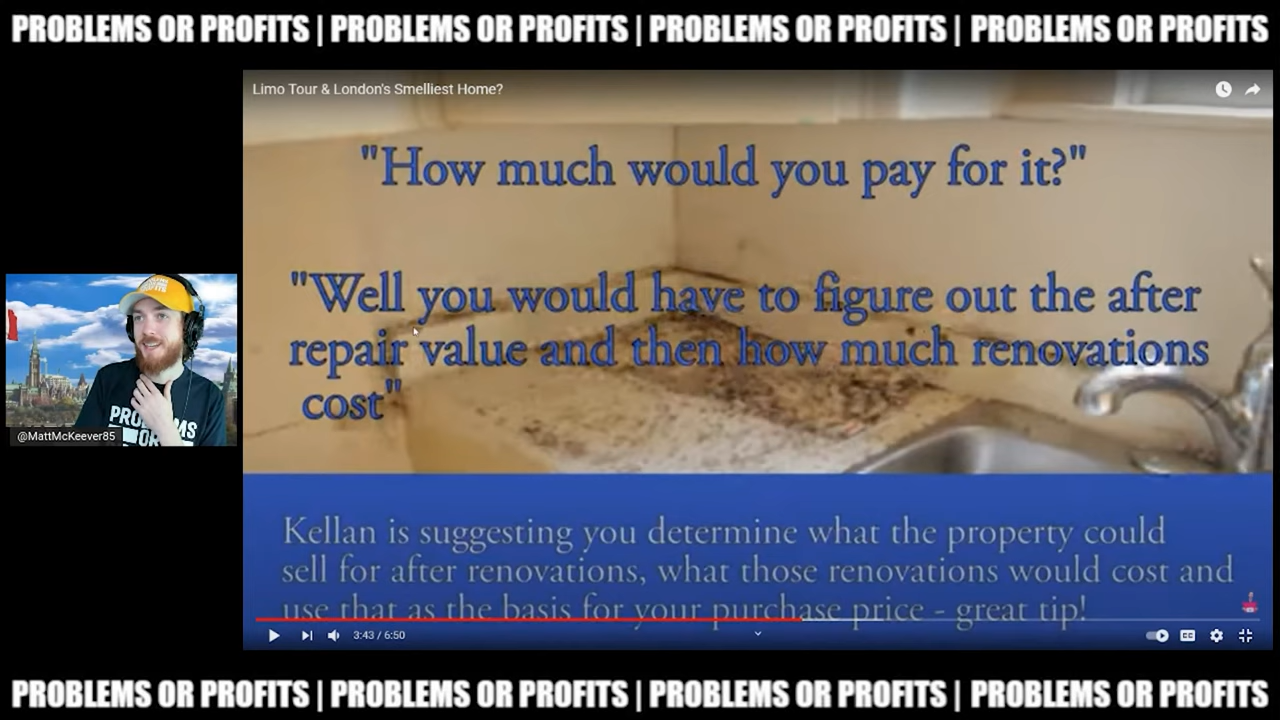 PROBLEMS OR PROFITS | PROBLEMS OR PROFITS | PROBLEMS OR PROFITS | PROBLEMS OR PROFITS
Limo Tour & London's Smelliest Home?
"How much would you pay for it?"
"Well you would have to figure out the after
repair value and then how much renovations
cost"
PROBLEMS
OR
@MattMcKeever85
Kellan is suggesting you determine what the property could
sell for after renovations, what those renovations would cost and
use that as the basis for your purchase price - great tip!
3:43 / 6:50
CC
PROBLEMS OR PROFITS | PROBLEMS OR PROFITS | PROBLEMS OR PROFITS | PROBLEMS OR PROFITS